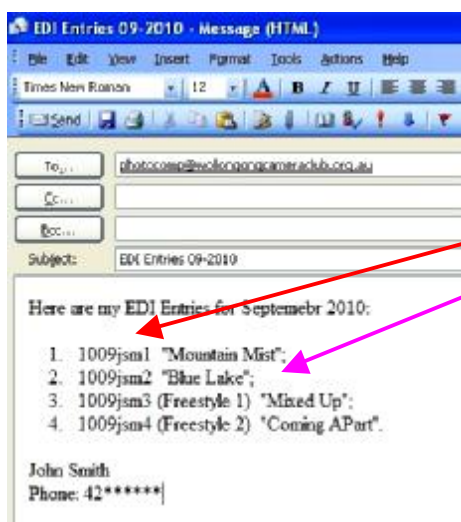 EDI Entries 09-2010 - Message (HTML)
File Edit View Insert Format Tools Actions Help
Times New Roman 12 A B I U
Send
To... photocomp@wollongongcameraclub.org.au
Cc...
Bcc...
Subject: EDI Entries 09-2010
Here are my EDI Entries for Septemebr 2010:
1. 1009jsm1 "Mountain Mist";
2. 1009jsm2 "Blue Lake";
3. 1009jsm3 (Freestyle 1) "Mixed Up";
4. 1009jsm4 (Freestyle 2) "Coming APart".
John Smith
Phone: 42******